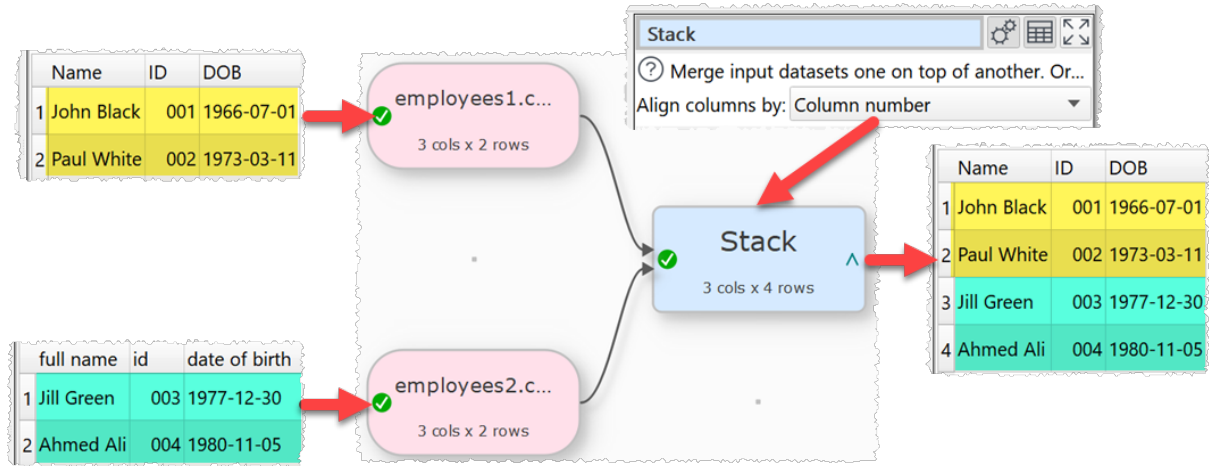 Stack
Merge input datasets one on top of another. Or...
Align columns by: Column number
Name ID DOB
1 John Black 001 1966-07-01
2 Paul White 002 1973-03-11
employees1.c...
3 cols x 2 rows
Stack
3 cols x 4 rows
Name ID DOB
1 John Black 001 1966-07-01
2 Paul White 002 1973-03-11
3 Jill Green 003 1977-12-30
4 Ahmed Ali 004 1980-11-05
full name id date of birth
1 Jill Green 003 1977-12-30
2 Ahmed Ali 004 1980-11-05
employees2.c...
3 cols x 2 rows